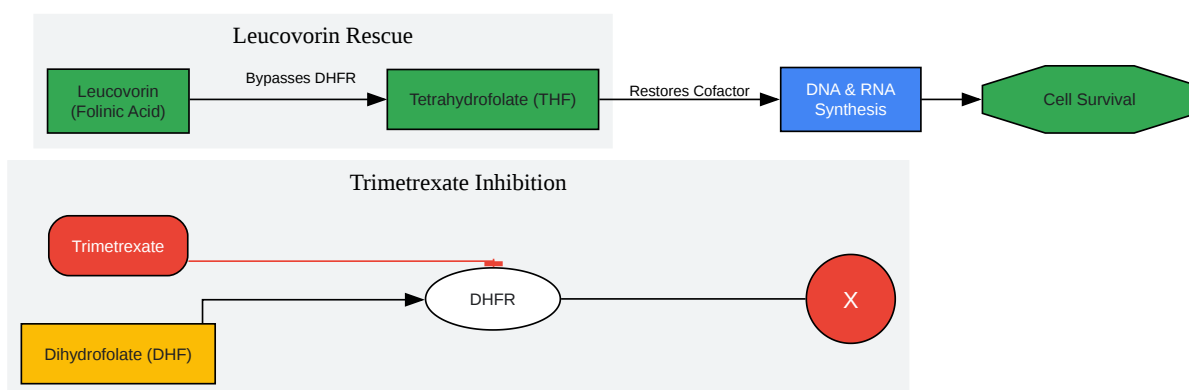 Leucovorin Rescue
Leucovorin
(Folinic Acid)
Bypasses DHFR
Tetrahydrofolate (THF)
Restores Cofactor
DNA & RNA
Synthesis
Cell Survival
Trimetrexate Inhibition
Trimetrexate
DHFR
X
Dihydrofolate (DHF)